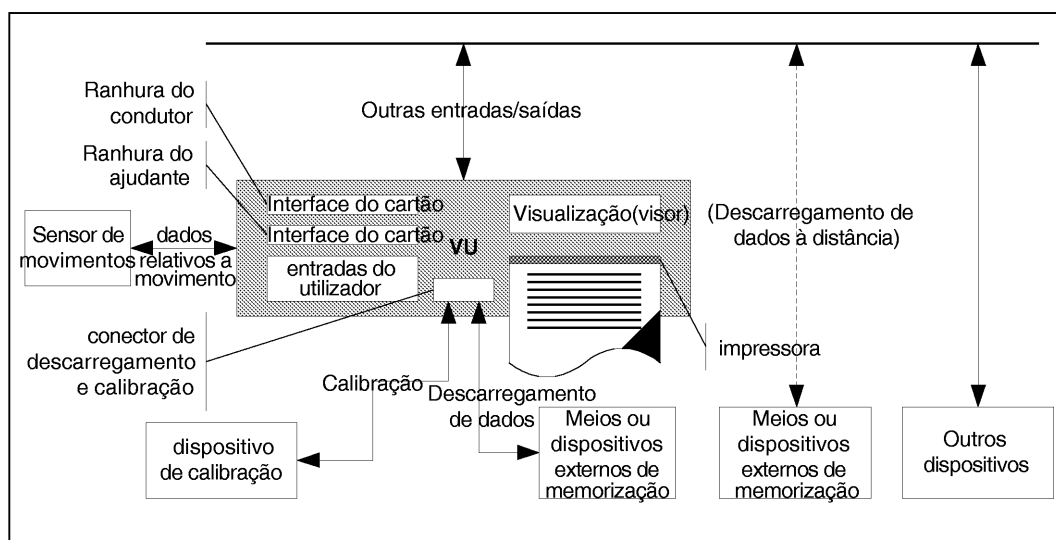 Ranhura do
condutor
Outras entradas/saídas
Ranhura do
ajudante
Interface do cartão
Interface do cartão
VU
Visualização(visor)
(Descarregamento de
dados à distância)
Sensor de
movimentos
dados
relativos a
movimento
entradas do
utilizador
conector de
descarregamento
e calibração
impressora
Calibração
Descarregamento
de dados
dispositivo
de calibração
Meios ou
dispositivos
externos de
memorização
Meios ou
dispositivos
externos de
memorização
Outros
dispositivos